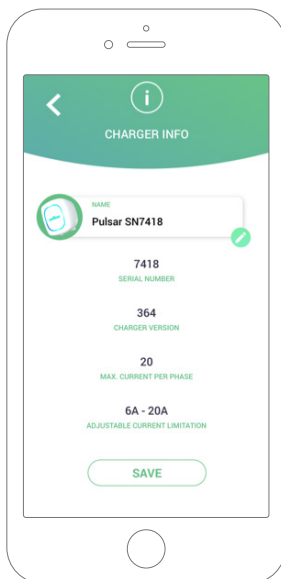 CHARGER INFO
NAME
Pulsar SN7418
7418
SERIAL NUMBER
364
CHARGER VERSION
20
MAX. CURRENT PER PHASE
6A - 20A
ADJUSTABLE CURRENT LIMITATION
SAVE